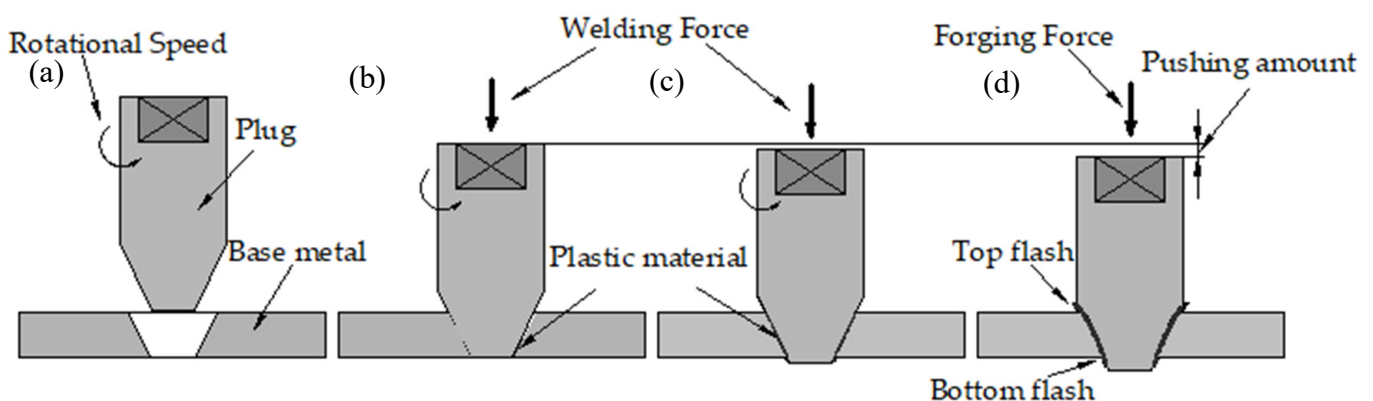 Rotational Speed
(a)
Plug
Base metal
(b)
Welding Force
(c)
Plastic material
(d)
Forging Force
Pushing amount
Top flash
Bottom flash